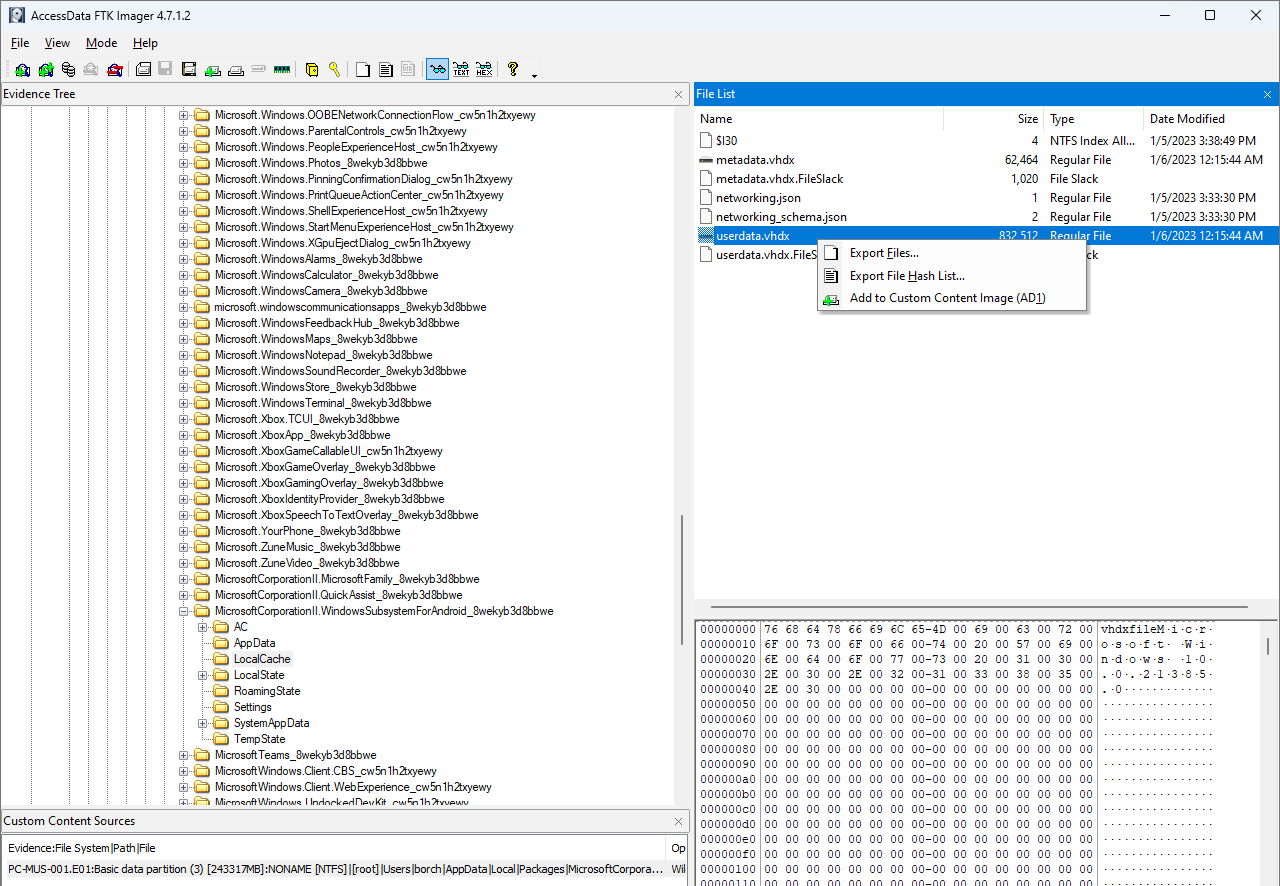 AccessData FTK Imager 4.7.1.2
File View Mode Help
Evidence Tree
Microsoft.Windows.OOBENetworkConnectionFlow_cw5n1h2txyewy
Microsoft.Windows.ParentalControls_cw5n1h2txyewy
Microsoft.Windows.PeopleExperienceHost_cw5n1h2txyewy
Microsoft.Windows.Photos_8wekyb3d8bbwe
Microsoft.Windows.PinningConfirmationDialog_cw5n1h2txyewy
Microsoft.Windows.PrintQueueActionCenter_cw5n1h2txyewy
Microsoft.Windows.ShellExperienceHost_cw5n1h2txyewy
Microsoft.Windows.StartMenuExperienceHost_cw5n1h2txyewy
Microsoft.Windows.XGpuEjectDialog_cw5n1h2txyewy
Microsoft.WindowsAlarms_8wekyb3d8bbwe
Microsoft.WindowsCalculator_8wekyb3d8bbwe
Microsoft.WindowsCamera_8wekyb3d8bbwe
microsoft.windowscommunicationsapps_8wekyb3d8bbwe
Microsoft.WindowsFeedbackHub_8wekyb3d8bbwe
Microsoft.WindowsMaps_8wekyb3d8bbwe
Microsoft.WindowsNotepad_8wekyb3d8bbwe
Microsoft.WindowsSoundRecorder_8wekyb3d8bbwe
Microsoft.WindowsStore_8wekyb3d8bbwe
Microsoft.WindowsTerminal_8wekyb3d8bbwe
Microsoft.Xbox.TCUI_8wekyb3d8bbwe
Microsoft.XboxApp_8wekyb3d8bbwe
Microsoft.XboxGameCallableUI_cw5n1h2txyewy
Microsoft.XboxGameOverlay_8wekyb3d8bbwe
Microsoft.XboxGamingOverlay_8wekyb3d8bbwe
Microsoft.XboxIdentityProvider_8wekyb3d8bbwe
Microsoft.XboxSpeechToTextOverlay_8wekyb3d8bbwe
Microsoft.YourPhone_8wekyb3d8bbwe
Microsoft.ZuneMusic_8wekyb3d8bbwe
Microsoft.ZuneVideo_8wekyb3d8bbwe
MicrosoftCorporationII.MicrosoftFamily_8wekyb3d8bbwe
MicrosoftCorporationII.QuickAssist_8wekyb3d8bbwe
MicrosoftCorporationII.WindowsSubsystemForAndroid_8wekyb3d8bbwe
AC
AppData
LocalCache
LocalState
RoamingState
Settings
SystemAppData
TempState
MicrosoftTeams_8wekyb3d8bbwe
MicrosoftWindows.Client.CBS_cw5n1h2txyewy
MicrosoftWindows.Client.WebExperience_cw5n1h2txyewy
MicrosoftWindows.UndockedDevKit_cw5n1h2txyewy
Custom Content Sources
Evidence:File System|Path|File Op
PC-MUS-001.E01:Basic data partition (3) [243317MB]:NONAME [NTFS]|[root]|Users|borch|AppData|Local|Packages|MicrosoftCorpora... Wil
File List
Name Size Type Date Modified
$I30 4 NTFS Index All... 1/5/2023 3:38:49 PM
metadata.vhdx 62,464 Regular File 1/6/2023 12:15:44 AM
metadata.vhdx.FileSlack 1,020 File Slack
networking.json 1 Regular File 1/5/2023 3:33:30 PM
networking_schema.json 2 Regular File 1/5/2023 3:33:30 PM
userdata.vhdx 832,512 Regular File 1/6/2023 12:15:44 AM
userdata.vhdx.FileS ck
Export Files...
Export File Hash List...
Add to Custom Content Image (AD1)
00000000 76 68 64 78 66 69 6C 65-4D 00 69 00 63 00 72 00 vhdxfileM·i·c·r·
00000010 6F 00 73 00 6F 00 66 00-74 00 20 00 57 00 69 00 o·s·o·f·t· ·W·i·
00000020 6E 00 64 00 6F 00 77 00-73 00 20 00 31 00 30 00 n·d·o·w·s· ·1·0·
00000030 2E 00 30 00 2E 00 32 00-31 00 33 00 38 00 35 00 .·0·.·2·1·3·8·5·
00000040 2E 00 30 00 00 00 00 00-00 00 00 00 00 00 00 00 .·0·············
00000050 00 00 00 00 00 00 00 00-00 00 00 00 00 00 00 00 ················
00000060 00 00 00 00 00 00 00 00-00 00 00 00 00 00 00 00 ················
00000070 00 00 00 00 00 00 00 00-00 00 00 00 00 00 00 00 ················
00000080 00 00 00 00 00 00 00 00-00 00 00 00 00 00 00 00 ················
00000090 00 00 00 00 00 00 00 00-00 00 00 00 00 00 00 00 ················
000000a0 00 00 00 00 00 00 00 00-00 00 00 00 00 00 00 00 ················
000000b0 00 00 00 00 00 00 00 00-00 00 00 00 00 00 00 00 ················
000000c0 00 00 00 00 00 00 00 00-00 00 00 00 00 00 00 00 ················
000000d0 00 00 00 00 00 00 00 00-00 00 00 00 00 00 00 00 ················
000000e0 00 00 00 00 00 00 00 00-00 00 00 00 00 00 00 00 ················
000000f0 00 00 00 00 00 00 00 00-00 00 00 00 00 00 00 00 ················
00000100 00 00 00 00 00 00 00 00-00 00 00 00 00 00 00 00 ················
00000110 00 00 00 00 00 00 00 00-00 00 00 00 00 00 00 00 ················